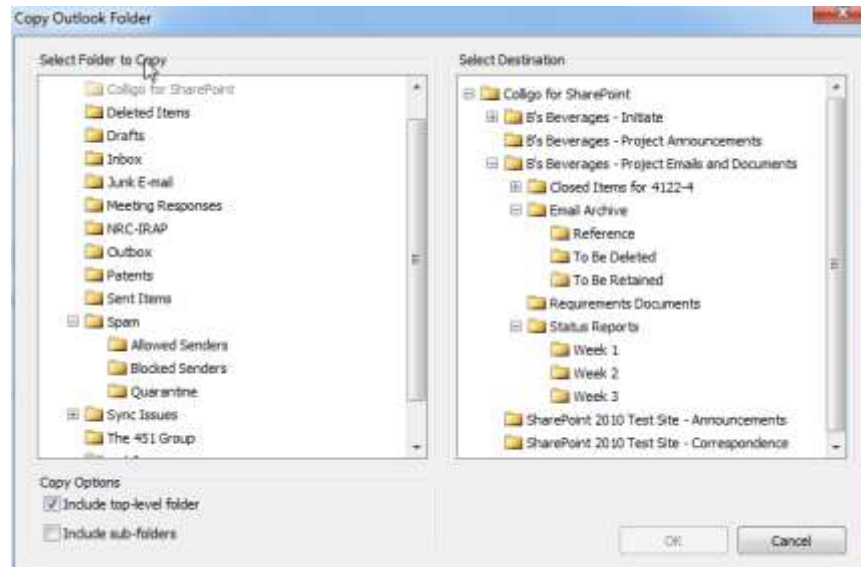 Copy Outlook Folder
Select Folder to Copy
Colligo for SharePoint
Deleted Items
Drafts
Inbox
Junk E-mail
Meeting Responses
NRC-IRAP
Outbox
Patents
Sent Items
Spam
Allowed Senders
Blocked Senders
Quarantine
Sync Issues
The 451 Group
Select Destination
Colligo for SharePoint
B's Beverages - Initiate
B's Beverages - Project Announcements
B's Beverages - Project Emails and Documents
Closed Items for 4122-4
Email Archive
Reference
To Be Deleted
To Be Retained
Requirements Documents
Status Reports
Week 1
Week 2
Week 3
SharePoint 2010 Test Site - Announcements
SharePoint 2010 Test Site - Correspondence
Copy Options
Include top-level folder
Include sub-folders
OK
Cancel